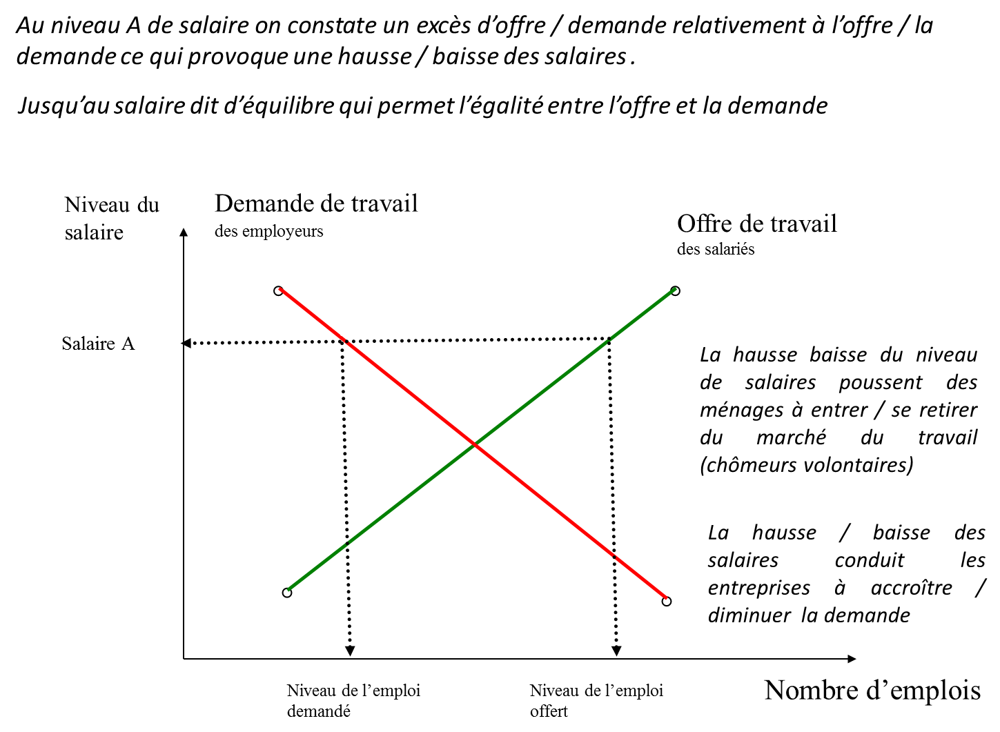 Au niveau A de salaire on constate un excès d’offre / demande relativement à l’offre / la
demande ce qui provoque une hausse / baisse des salaires .
Jusqu’au salaire dit d’équilibre qui permet l’égalité entre l’offre et la demande
Niveau du
salaire
Demande de travail
des employeurs
Offre de travail
des salariés
Salaire A
La hausse baisse du niveau
de salaires poussent des
ménages à entrer / se retirer
du marché du travail
(chômeurs volontaires)
La hausse / baisse des
salaires conduit les
entreprises à accroître /
diminuer la demande
Niveau de l’emploi
demandé
Niveau de l’emploi
offert
Nombre d’emplois